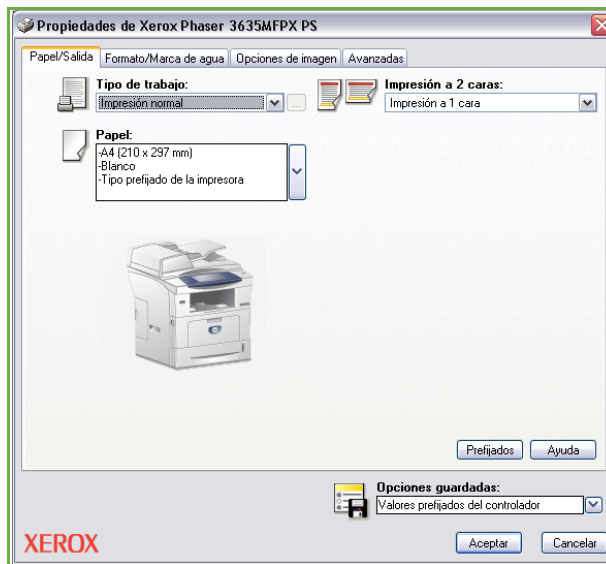 Propiedades de Xerox Phaser 3635MFPX PS
Papel/Salida Formato/Marca de agua Opciones de imagen Avanzadas
Tipo de trabajo:
Impresión normal
...
Impresión a 2 caras:
Impresión a 1 cara
Papel:
-A4 (210 x 297 mm)
-Blanco
-Tipo prefijado de la impresora
Prefijados Ayuda
Opciones guardadas:
Valores prefijados del controlador
XEROX
Aceptar Cancelar